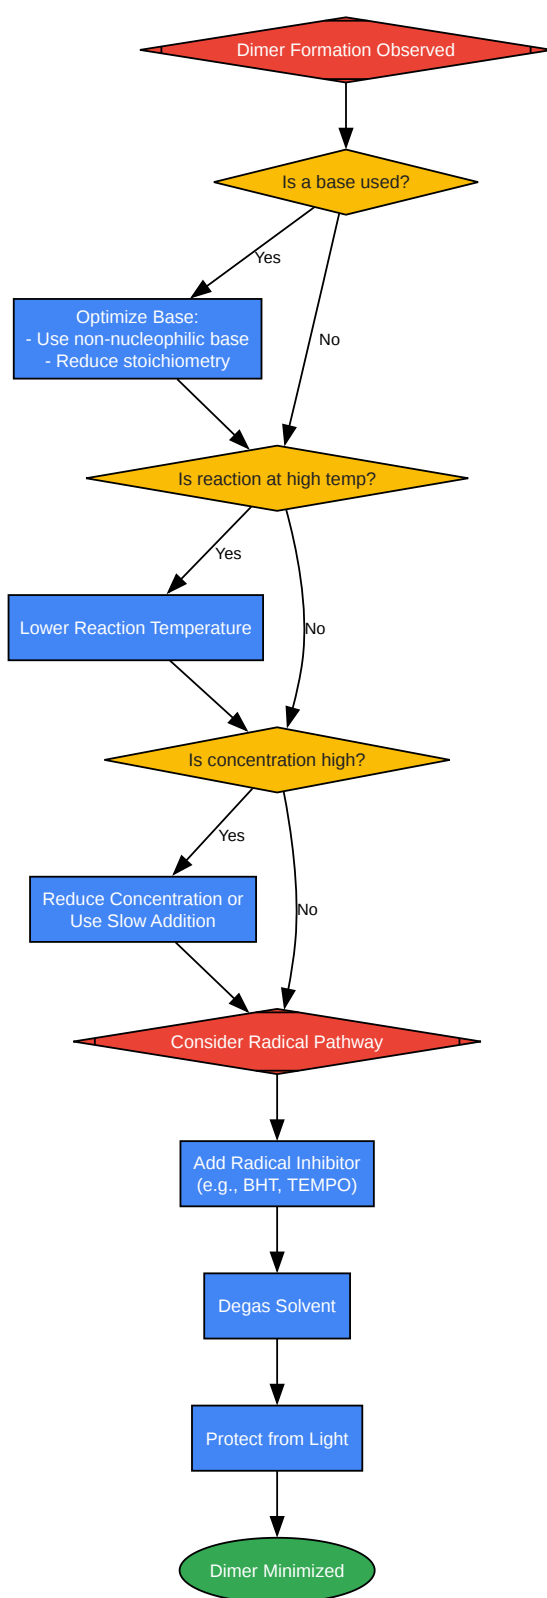 Dimer Formation Observed
Is a base used?
Yes
Optimize Base:
- Use non-nucleophilic base
- Reduce stoichiometry
No
Is reaction at high temp?
Yes
Lower Reaction Temperature
No
Is concentration high?
Yes
Reduce Concentration or
Use Slow Addition
No
Consider Radical Pathway
Add Radical Inhibitor
(e.g., BHT, TEMPO)
Degas Solvent
Protect from Light
Dimer Minimized